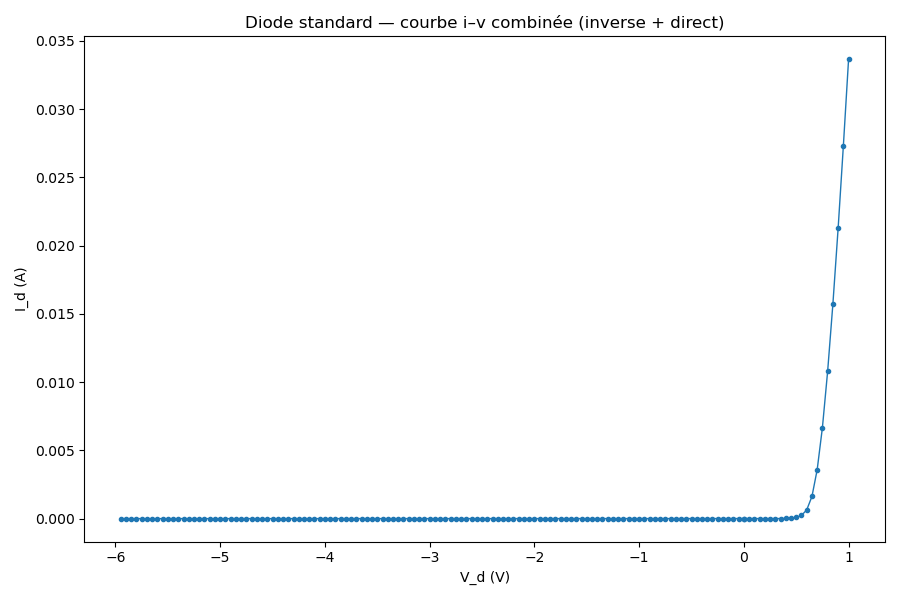 Diode standard — courbe i–v combinée (inverse + direct)
0.035
0.030
0.025
0.020
0.015
0.010
0.005
0.000
I_d (A)
−6 −5 −4 −3 −2 −1 0 1
V_d (V)